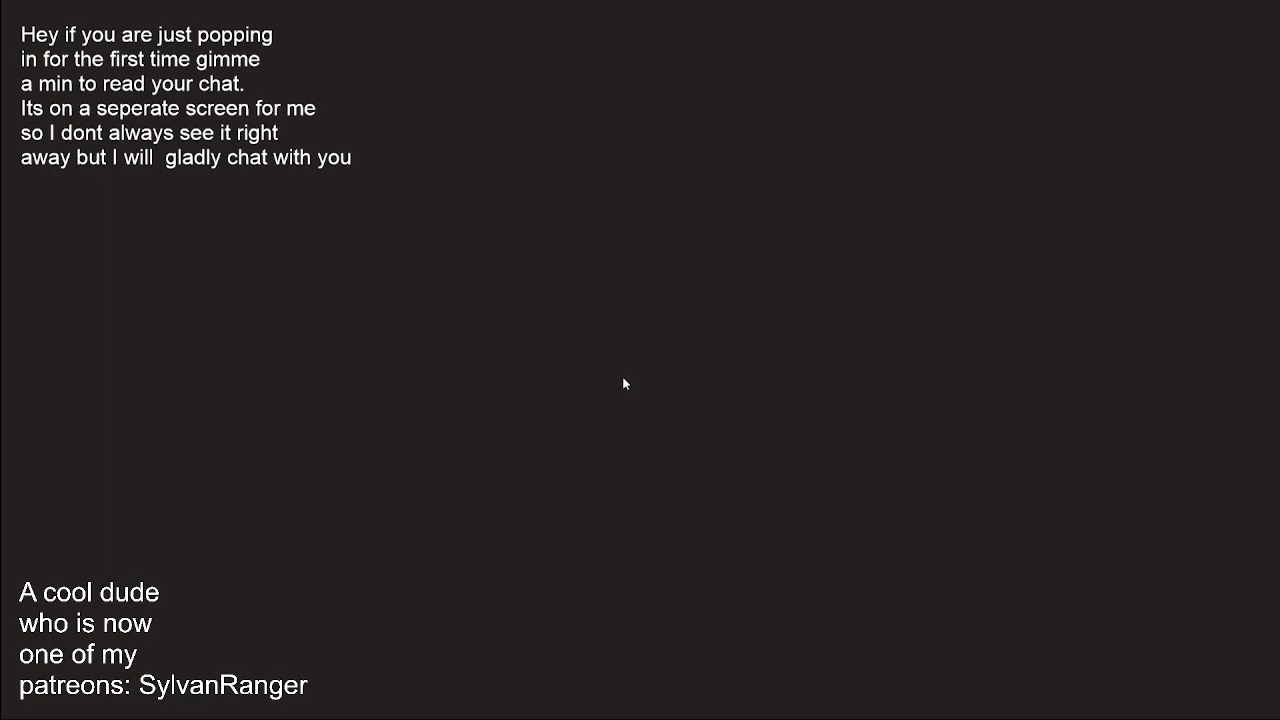 Hey if you are just popping
in for the first time gimme
a min to read your chat.
Its on a seperate screen for me
so I dont always see it right
away but I will  gladly chat with you
A cool dude
who is now
one of my
patreons: SylvanRanger